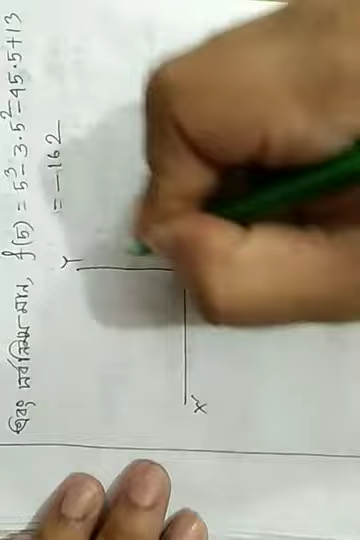 এবং সর্বনিম্ন মান, f(5) = 5³ - 3·5² - 45·5 + 13
= -162
Y
X'